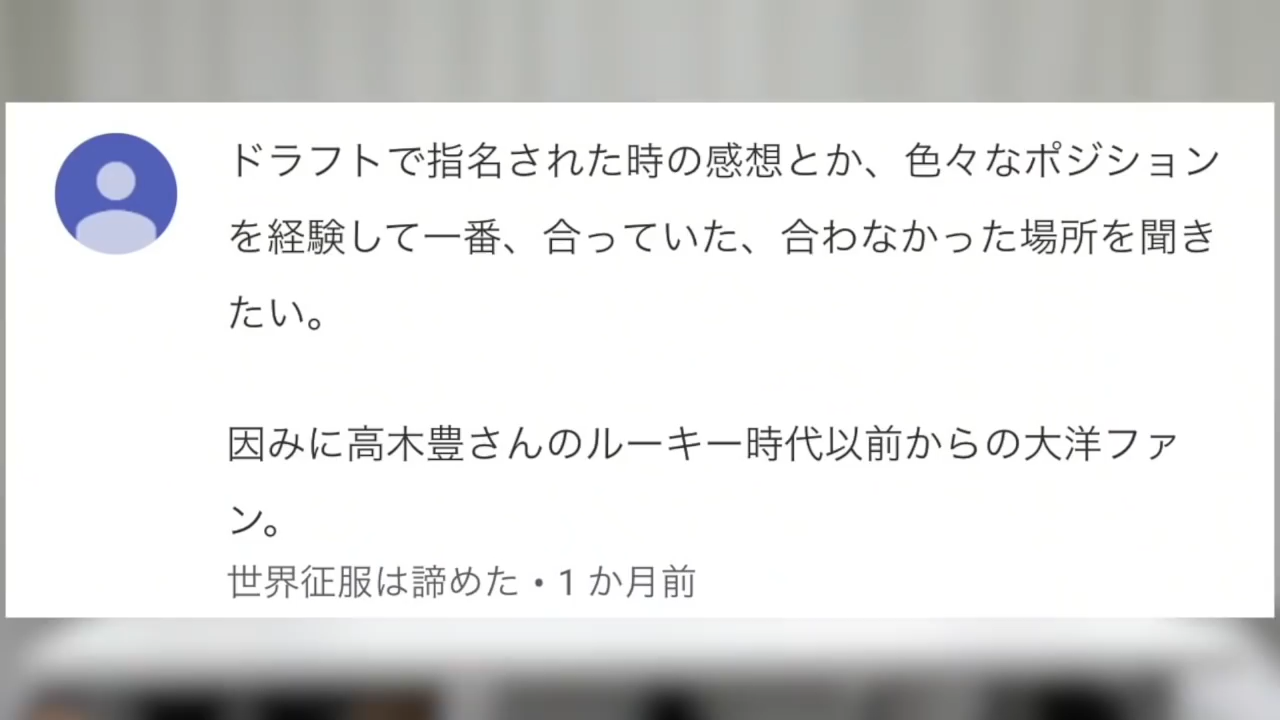 ドラフトで指名された時の感想とか、色々なポジション
を経験して一番、合っていた、合わなかった場所を聞き
たい。
因みに高木豊さんのルーキー時代以前からの大洋ファ
ン。
世界征服は諦めた・1 か月前